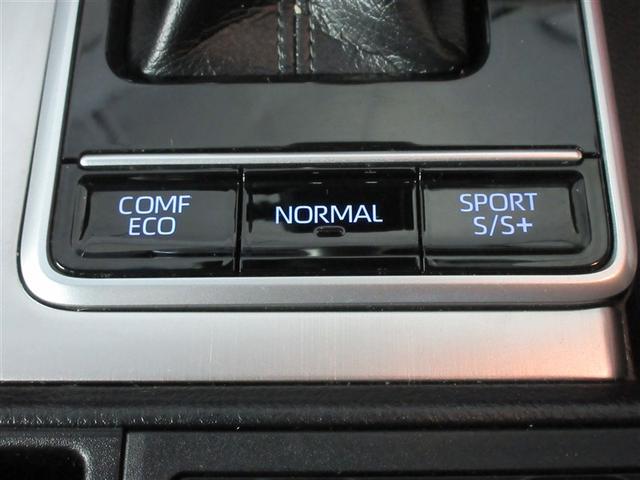 COMF
ECO
NORMAL
SPORT
S/S+